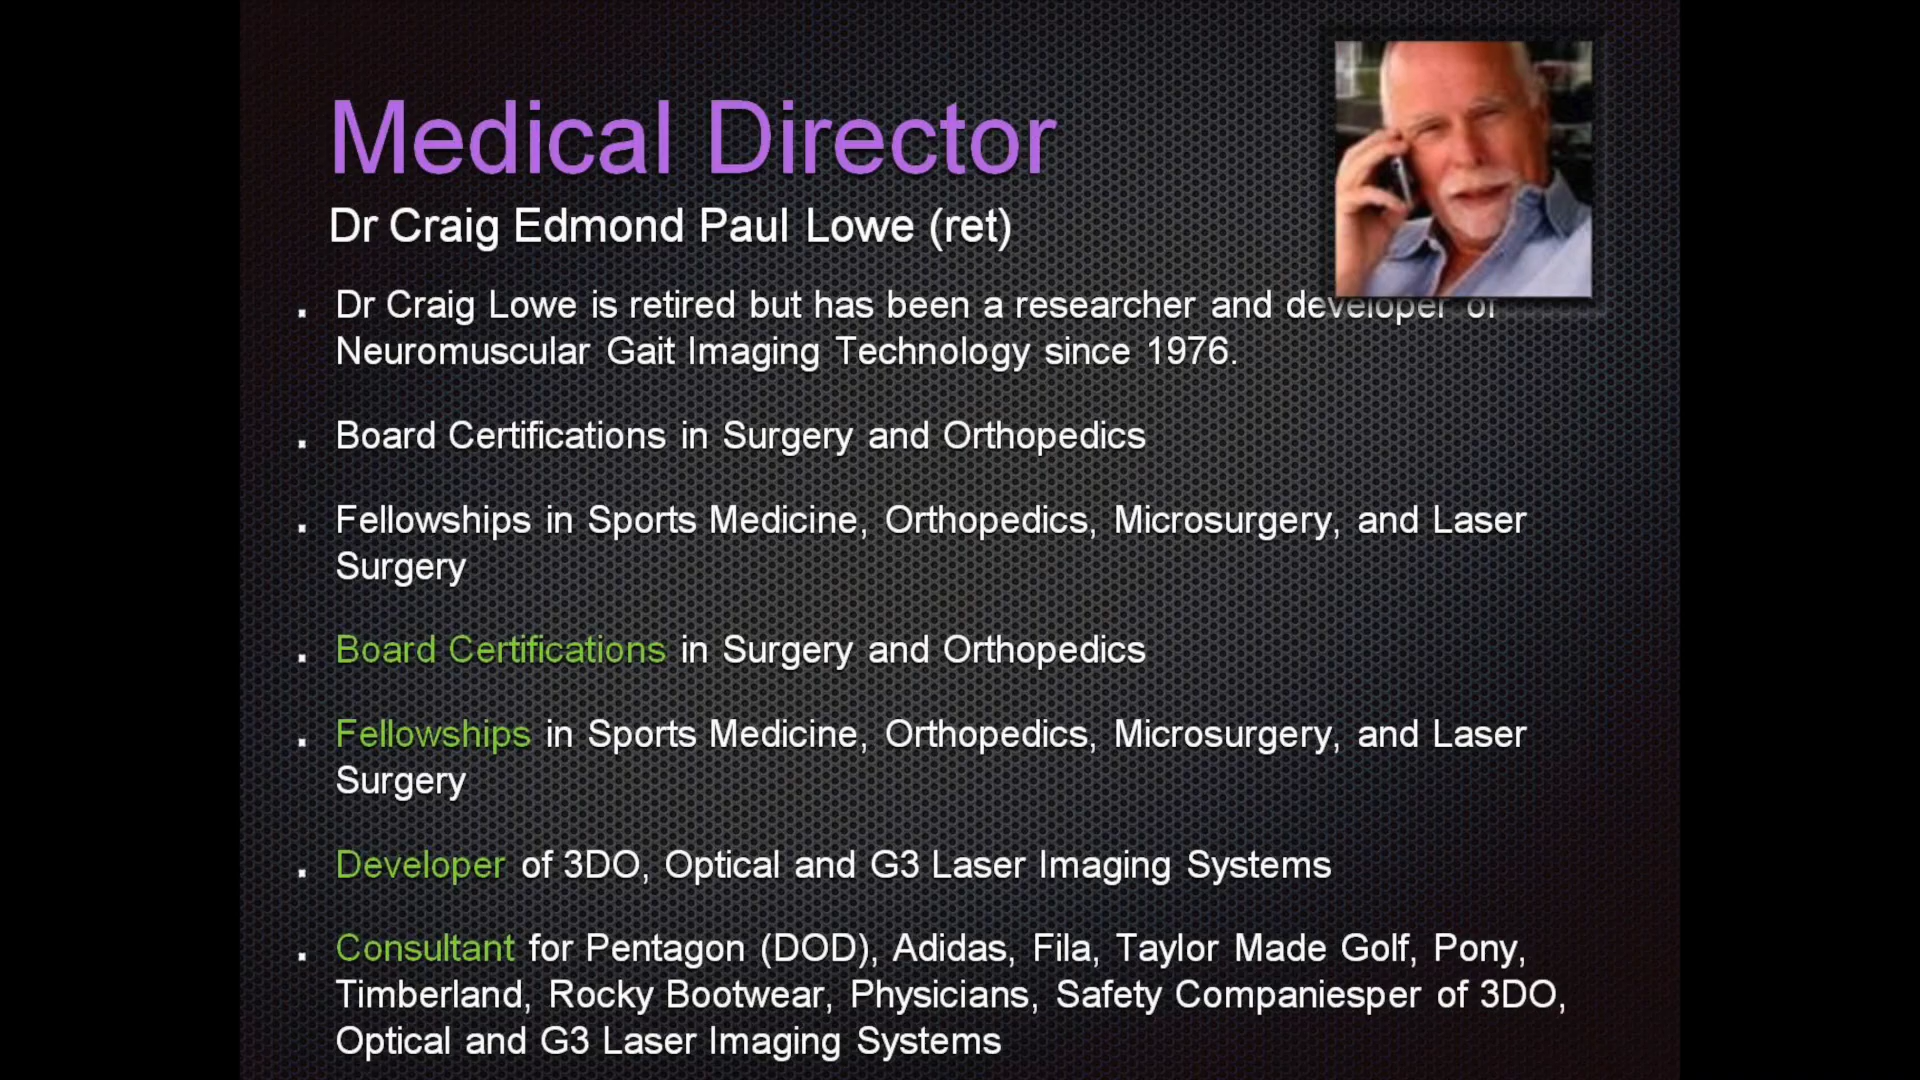 Medical Director
Dr Craig Edmond Paul Lowe (ret)
. Dr Craig Lowe is retired but has been a researcher and developer of
Neuromuscular Gait Imaging Technology since 1976.
. Board Certifications in Surgery and Orthopedics
. Fellowships in Sports Medicine, Orthopedics, Microsurgery, and Laser
Surgery
. Board Certifications in Surgery and Orthopedics
. Fellowships in Sports Medicine, Orthopedics, Microsurgery, and Laser
Surgery
. Developer of 3DO, Optical and G3 Laser Imaging Systems
. Consultant for Pentagon (DOD), Adidas, Fila, Taylor Made Golf, Pony,
Timberland, Rocky Bootwear, Physicians, Safety Companiesper of 3DO,
Optical and G3 Laser Imaging Systems